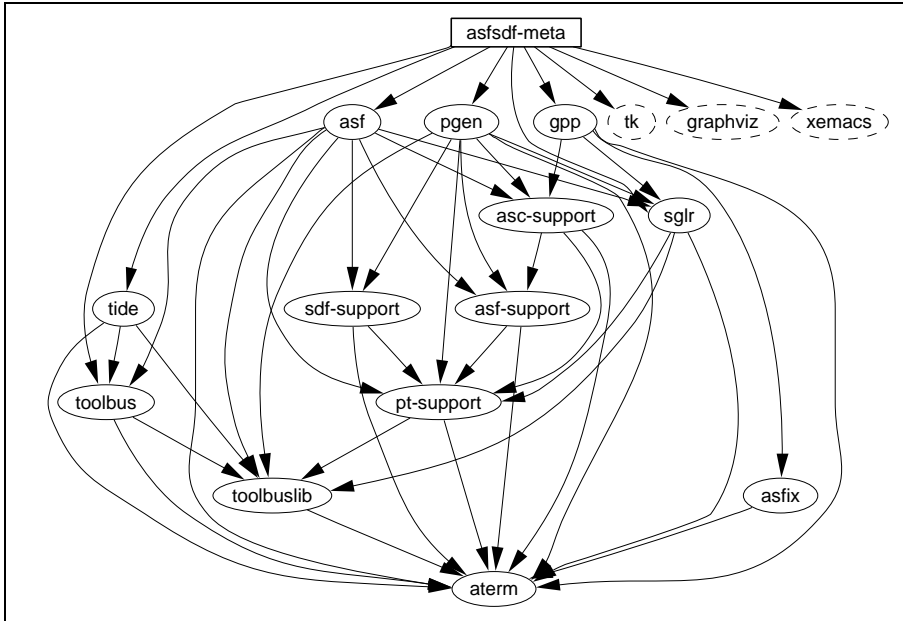 asfsdf-meta
asf
pgen
gpp
tk
graphviz
xemacs
asc-support
sglr
tide
sdf-support
asf-support
toolbus
pt-support
toolbuslib
asfix
aterm